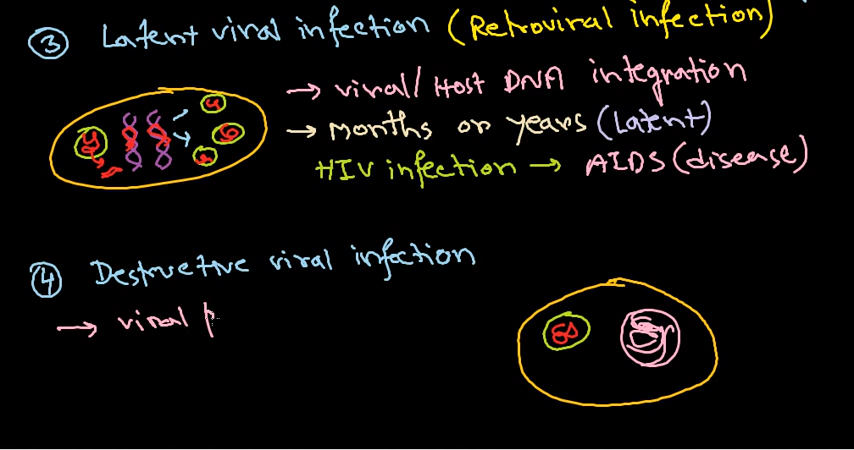 ③ Latent viral infection (Retroviral infection)
→ viral/Host DNA integration
→ months or years (Latent)
HIV infection → AIDS (disease)
④ Destructive viral infection
→ viral